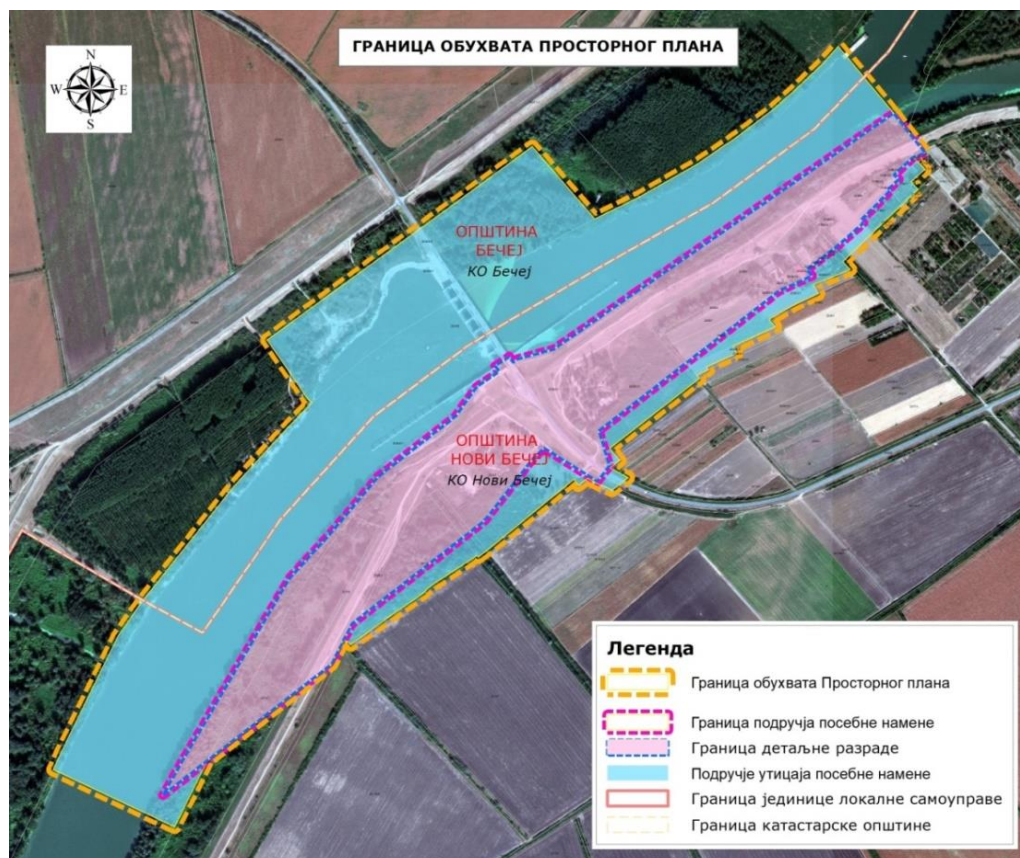 ГРАНИЦА ОБУХВАТА ПРОСТОРНОГ ПЛАНА
N
W E
S
ОПШТИНА
БЕЧЕЈ
КО Бечеј
ОПШТИНА
НОВИ БЕЧЕЈ
КО Нови Бечеј
Легенда
Граница обухвата Просторног плана
Граница подручја посебне намене
Граница детаљне разраде
Подручје утицаја посебне намене
Граница јединице локалне самоуправе
Граница катастарске општине